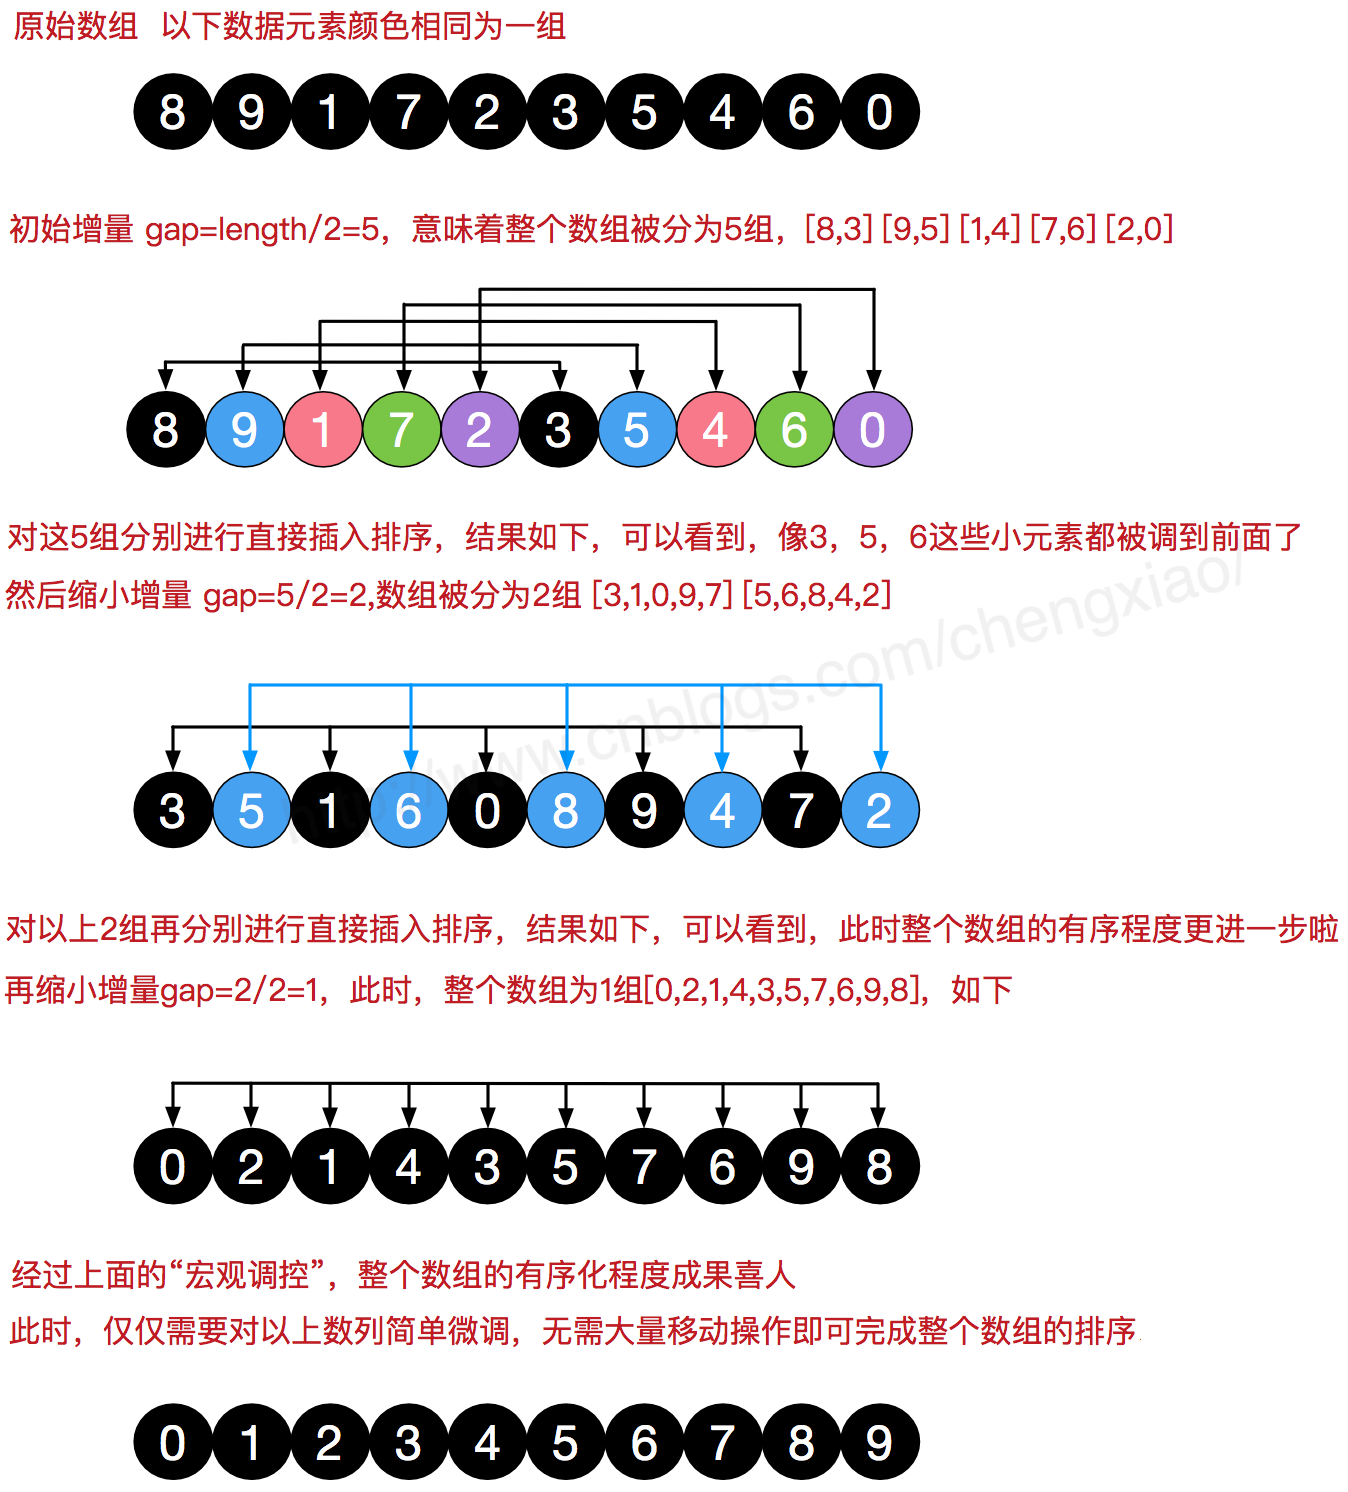 原始数组 以下数据元素颜色相同为一组
8 9 1 7 2 3 5 4 6 0
初始增量 gap=length/2=5，意味着整个数组被分为5组，[8,3] [9,5] [1,4] [7,6] [2,0]
8 9 1 7 2 3 5 4 6 0
对这5组分别进行直接插入排序，结果如下，可以看到，像3，5，6这些小元素都被调到前面了
然后缩小增量 gap=5/2=2,数组被分为2组 [3,1,0,9,7] [5,6,8,4,2]
http://www.cnblogs.com/chengxiao/
3 5 1 6 0 8 9 4 7 2
对以上2组再分别进行直接插入排序，结果如下，可以看到，此时整个数组的有序程度更进一步啦
再缩小增量gap=2/2=1，此时，整个数组为1组[0,2,1,4,3,5,7,6,9,8]，如下
0 2 1 4 3 5 7 6 9 8
经过上面的“宏观调控”，整个数组的有序化程度成果喜人
此时，仅仅需要对以上数列简单微调，无需大量移动操作即可完成整个数组的排序
0 1 2 3 4 5 6 7 8 9